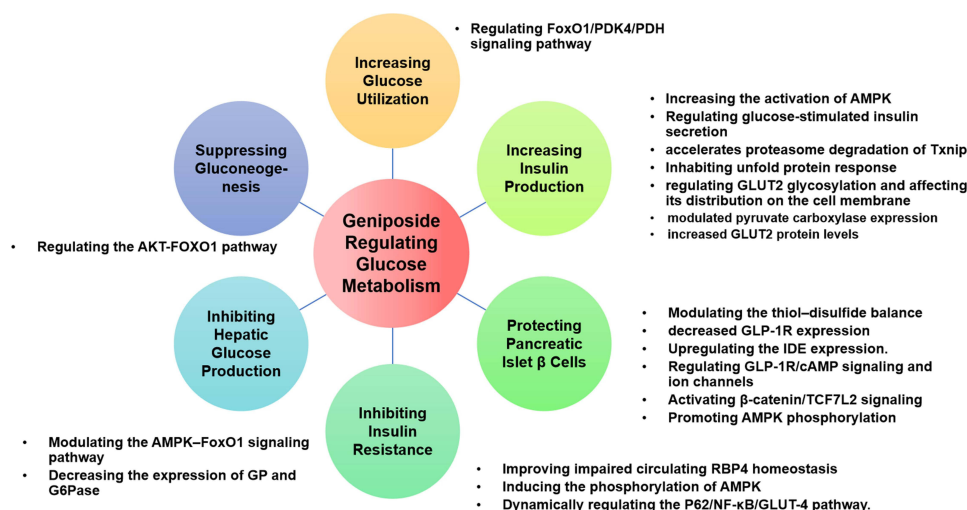 • Regulating FoxO1/PDK4/PDH
signaling pathway
Increasing
Glucose
Utilization
• Increasing the activation of AMPK
• Regulating glucose-stimulated insulin
secretion
• accelerates proteasome degradation of Txnip
• Inhabiting unfold protein response
• regulating GLUT2 glycosylation and affecting
its distribution on the cell membrane
• modulated pyruvate carboxylase expression
• increased GLUT2 protein levels
Increasing
Insulin
Production
Suppressing
Gluconeoge-
nesis
• Regulating the AKT-FOXO1 pathway
Geniposide
Regulating
Glucose
Metabolism
Inhibiting
Hepatic
Glucose
Production
• Modulating the AMPK–FoxO1 signaling
pathway
• Decreasing the expression of GP and
G6Pase
Protecting
Pancreatic
Islet β Cells
• Modulating the thiol–disulfide balance
• decreased GLP-1R expression
• Upregulating the IDE expression.
• Regulating GLP-1R/cAMP signaling and
ion channels
• Activating β-catenin/TCF7L2 signaling
• Promoting AMPK phosphorylation
Inhibiting
Insulin
Resistance
• Improving impaired circulating RBP4 homeostasis
• Inducing the phosphorylation of AMPK
• Dynamically regulating the P62/NF-κB/GLUT-4 pathway.